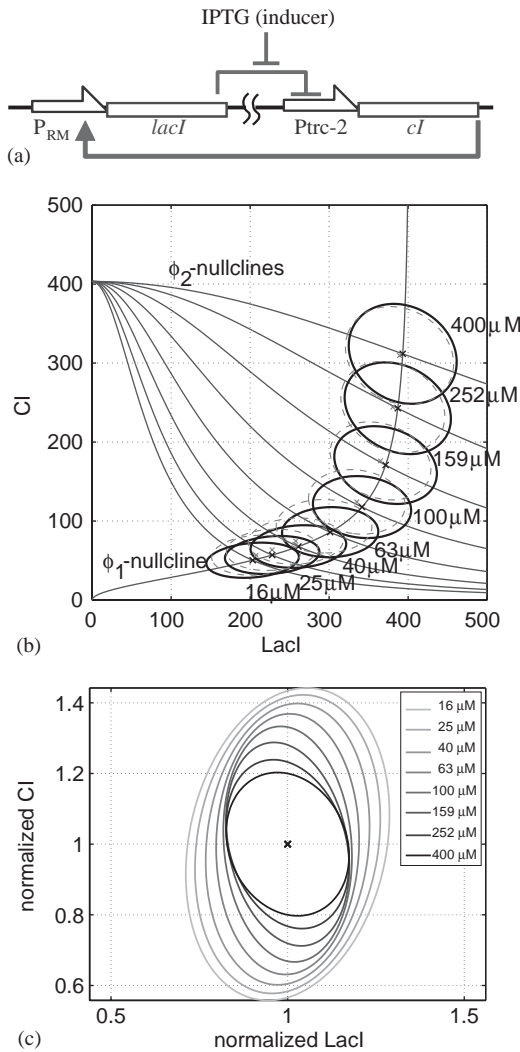 IPTG (inducer)
P_RM
lacI
Ptrc-2
cI
(a)
500
400
300
200
100
0
CI
ϕ₂-nullclines
ϕ₁-nullcline
400μM
252μM
159μM
100μM
63μM
40μM
25μM
16μM
0 100 200 300 400 500
LacI
(b)
1.4
1.2
1
0.8
0.6
normalized CI
16 μM
25 μM
40 μM
63 μM
100 μM
159 μM
252 μM
400 μM
0.5 1 1.5
normalized LacI
(c)